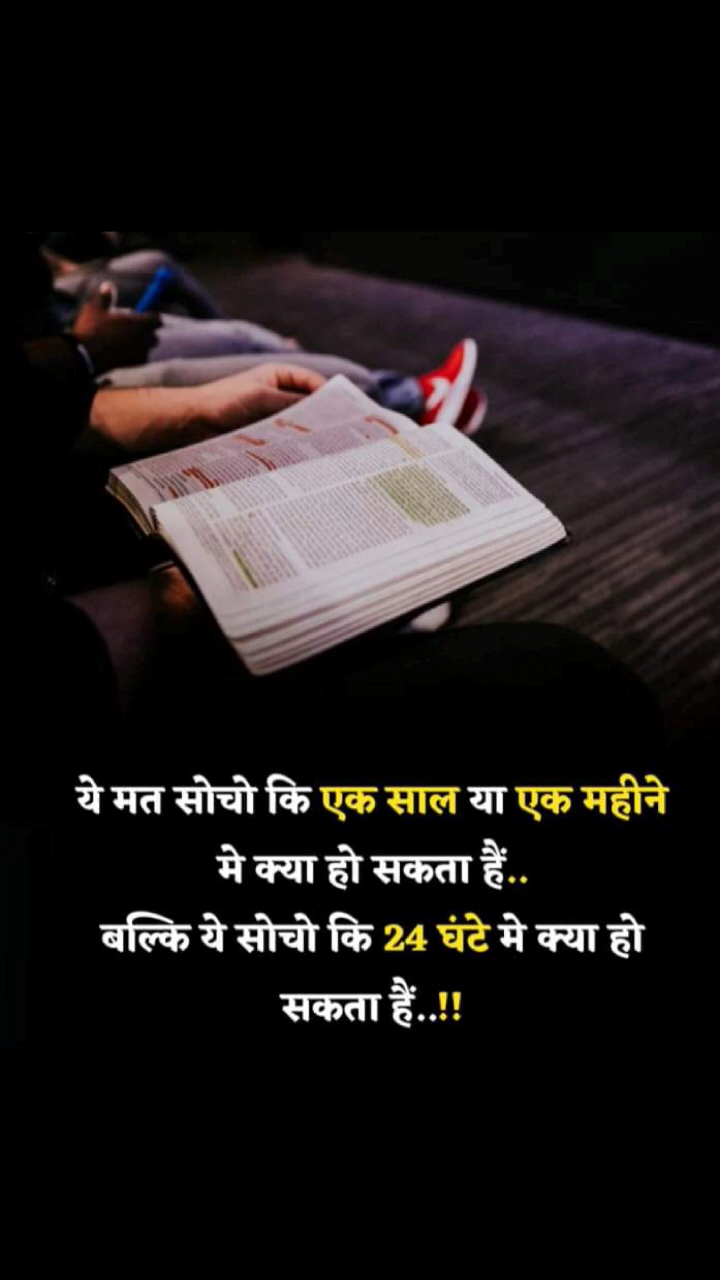 ये मत सोचो कि एक साल या एक महीने
मे क्या हो सकता हैं..
बल्कि ये सोचो कि 24 घंटे मे क्या हो
सकता हैं..!!